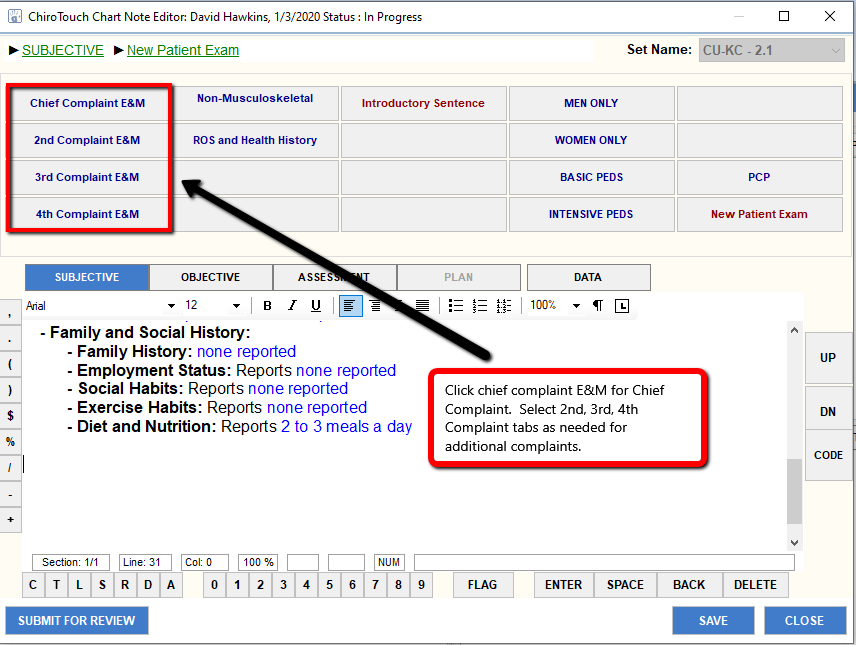 ChiroTouch Chart Note Editor: David Hawkins, 1/3/2020 Status : In Progress
SUBJECTIVE New Patient Exam Set Name: CU-KC - 2.1
Chief Complaint E&M Non-Musculoskeletal Introductory Sentence MEN ONLY
2nd Complaint E&M ROS and Health History WOMEN ONLY
3rd Complaint E&M BASIC PEDS PCP
4th Complaint E&M INTENSIVE PEDS New Patient Exam
SUBJECTIVE OBJECTIVE ASSESSMENT PLAN DATA
Arial 12 B I U 100% ¶ L
- Family and Social History:
- Family History: none reported
- Employment Status: Reports none reported
- Social Habits: Reports none reported
- Exercise Habits: Reports none reported
- Diet and Nutrition: Reports 2 to 3 meals a day
Click chief complaint E&M for Chief
Complaint. Select 2nd, 3rd, 4th
Complaint tabs as needed for
additional complaints.
,
.
(
)
$
%
/
-
+
UP
DN
CODE
Section: 1/1 Line: 31 Col: 0 100 % NUM
C T L S R D A 0 1 2 3 4 5 6 7 8 9 FLAG ENTER SPACE BACK DELETE
SUBMIT FOR REVIEW SAVE CLOSE